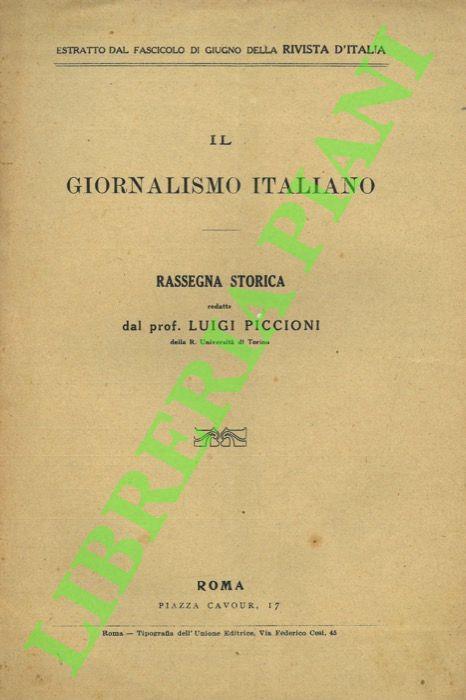 ESTRATTO DAL FASCICOLO DI GIUGNO DELLA RIVISTA D'ITALIA
IL
GIORNALISMO ITALIANO
RASSEGNA STORICA
redatta
dal prof. LUIGI PICCIONI
della R. Università di Torino
ROMA
PIAZZA CAVOUR, 17
Roma — Tipografia dell'Unione Editrice, Via Federico Cesi, 45
LIBRERIA PIANI